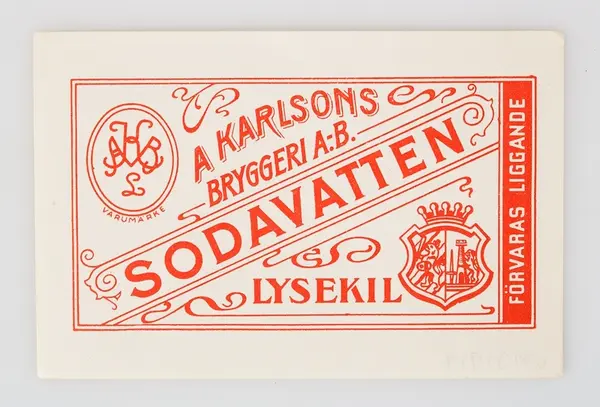 A KARLSONS
BRYGGERI A.-B.
SODAVATTEN
LYSEKIL
VARUMÄRKE
FÖRVARAS LIGGANDE